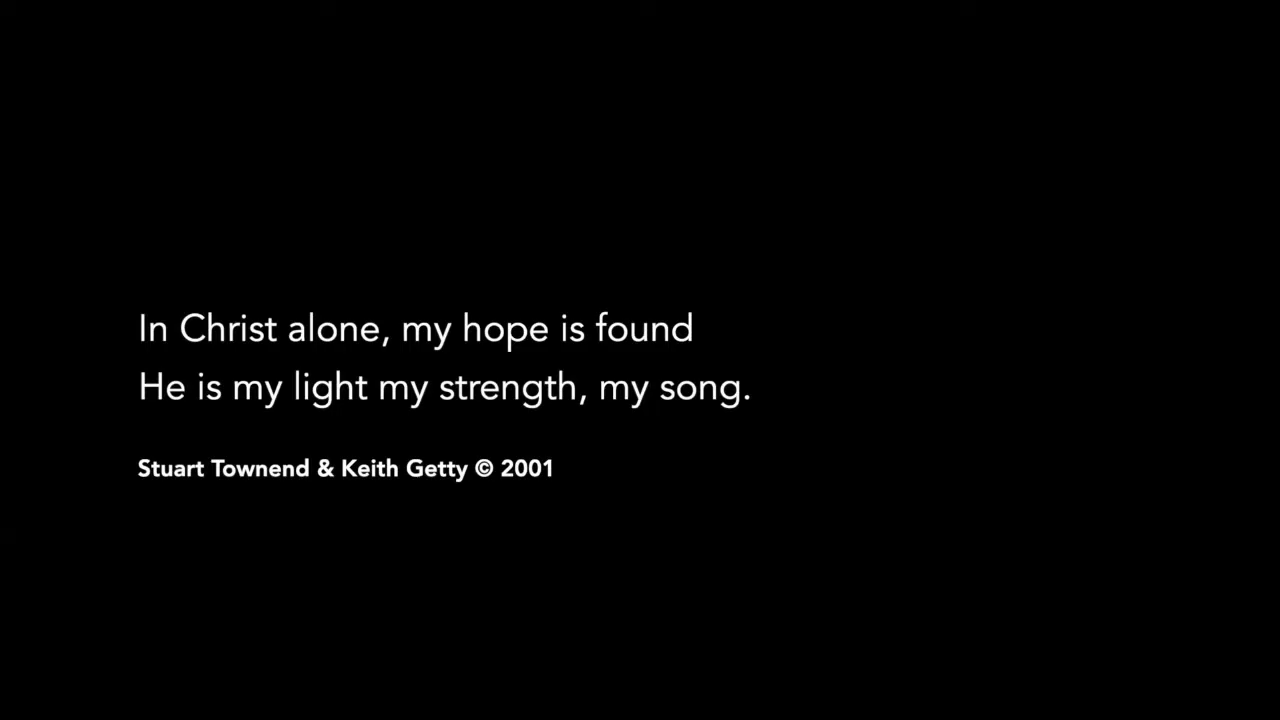 In Christ alone, my hope is found
He is my light my strength, my song.
Stuart Townend & Keith Getty © 2001